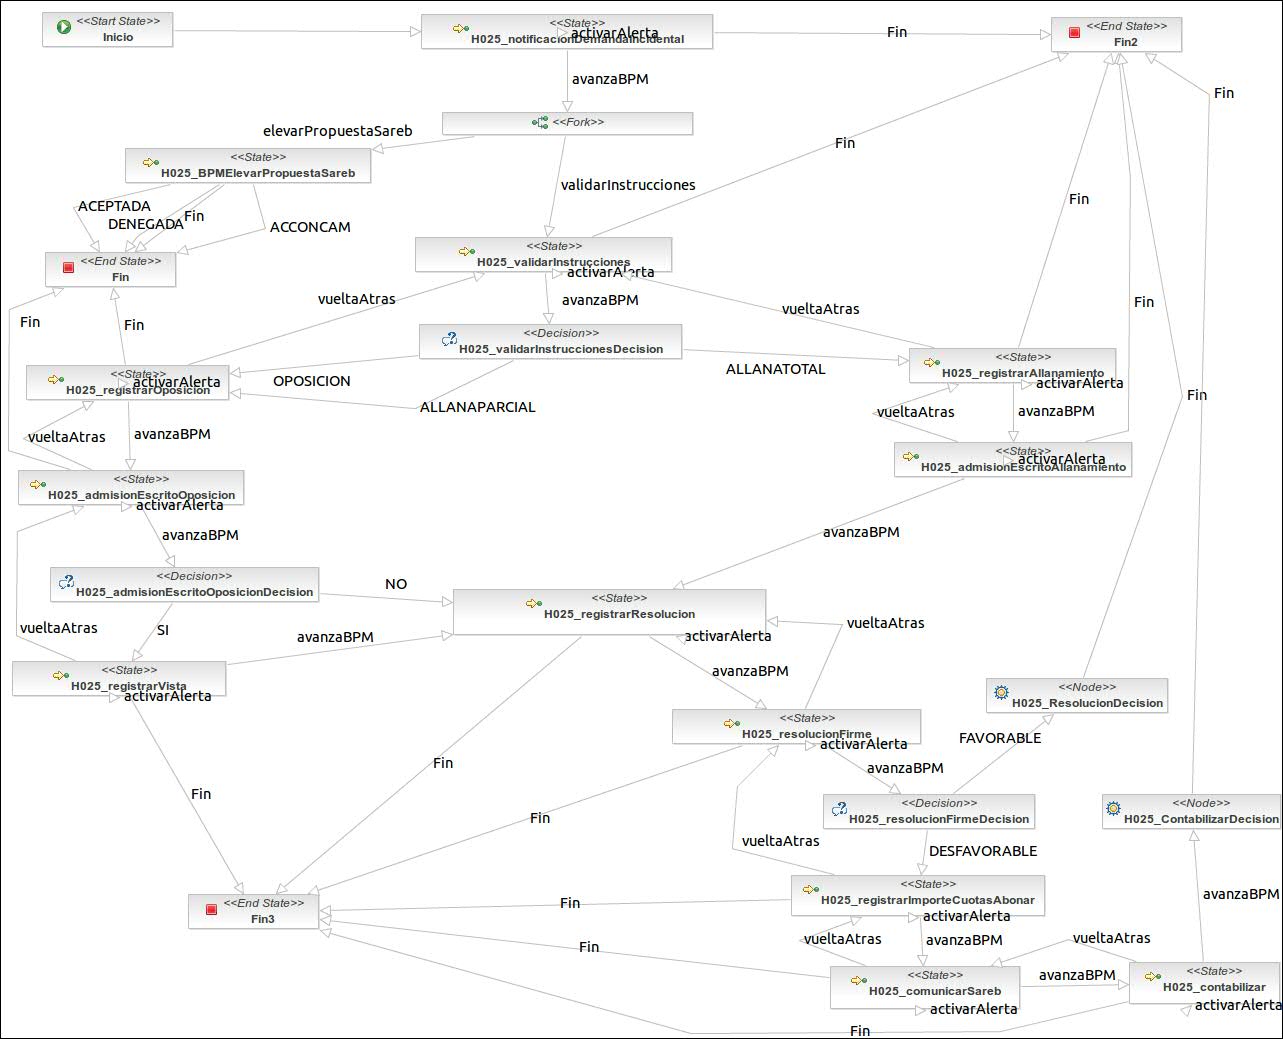 <<Start State>>
Inicio
<<State>>
activarAlerta
H025_notificacionDemandaIncidental
Fin
<<End State>>
Fin2
avanzaBPM
Fin
<<Fork>>
elevarPropuestaSareb
Fin
<<State>>
H025_BPMElevarPropuestaSareb
validarInstrucciones
ACEPTADA
DENEGADA
Fin
ACCONCAM
Fin
<<End State>>
Fin
<<State>>
H025_validarInstrucciones
activarAlerta
vueltaAtras
avanzaBPM
vueltaAtras
Fin
Fin
Fin
<<Decision>>
H025_validarInstruccionesDecision
<<State>>
H025_registrarAllanamiento
activarAlerta
ALLANATOTAL
<<State>>
activarAlerta
H025_registrarOposicion
OPOSICION
ALLANAPARCIAL
Fin
vueltaAtras
avanzaBPM
vueltaAtras
avanzaBPM
<<State>>
activarAlerta
H025_admisionEscritoAllanamiento
<<State>>
H025_admisionEscritoOposicion
activarAlerta
avanzaBPM
avanzaBPM
<<Decision>>
H025_admisionEscritoOposicionDecision
NO
<<State>>
H025_registrarResolucion
activarAlerta
vueltaAtras
SI
avanzaBPM
vueltaAtras
<<State>>
H025_registrarVista
activarAlerta
avanzaBPM
<<Node>>
H025_ResolucionDecision
<<State>>
H025_resolucionFirme
activarAlerta
FAVORABLE
Fin
avanzaBPM
Fin
<<Decision>>
H025_resolucionFirmeDecision
<<Node>>
H025_ContabilizarDecision
Fin
vueltaAtras
DESFAVORABLE
<<End State>>
Fin3
Fin
<<State>>
H025_registrarImporteCuotasAbonar
activarAlerta
avanzaBPM
Fin
vueltaAtras
avanzaBPM
vueltaAtras
<<State>>
H025_comunicarSareb
activarAlerta
avanzaBPM
<<State>>
H025_contabilizar
activarAlerta
Fin